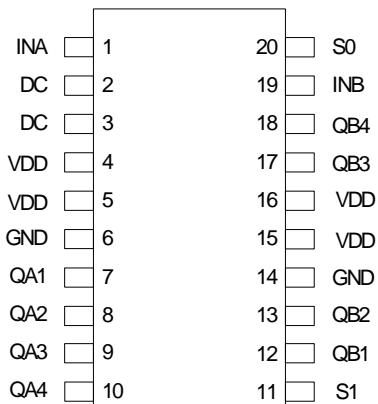 INA 1 20 S0
DC 2 19 INB
DC 3 18 QB4
VDD 4 17 QB3
VDD 5 16 VDD
GND 6 15 VDD
QA1 7 14 GND
QA2 8 13 QB2
QA3 9 12 QB1
QA4 10 11 S1